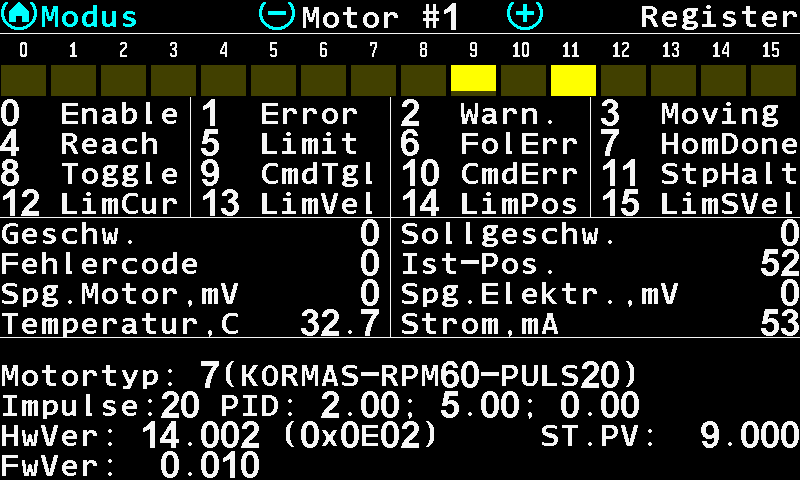 Modus Motor #1 Register
0 1 2 3 4 5 6 7 8 9 10 11 12 13 14 15
0 Enable 1 Error 2 Warn. 3 Moving
4 Reach 5 Limit 6 FolErr 7 HomDone
8 Toggle 9 CmdTgl 10 CmdErr 11 StpHalt
12 LimCur 13 LimVel 14 LimPos 15 LimSVel
Geschw. 0 Sollgeschw. 0
Fehlercode 0 Ist-Pos. 52
Spg.Motor,mV 0 Spg.Elektr.,mV 0
Temperatur,C 32.7 Strom,mA 53
Motortyp: 7(KORMAS-RPM60-PULS20)
Impulse:20 PID: 2.00; 5.00; 0.00
HwVer: 14.002 (0x0E02) ST.PV: 9.000
FwVer: 0.010